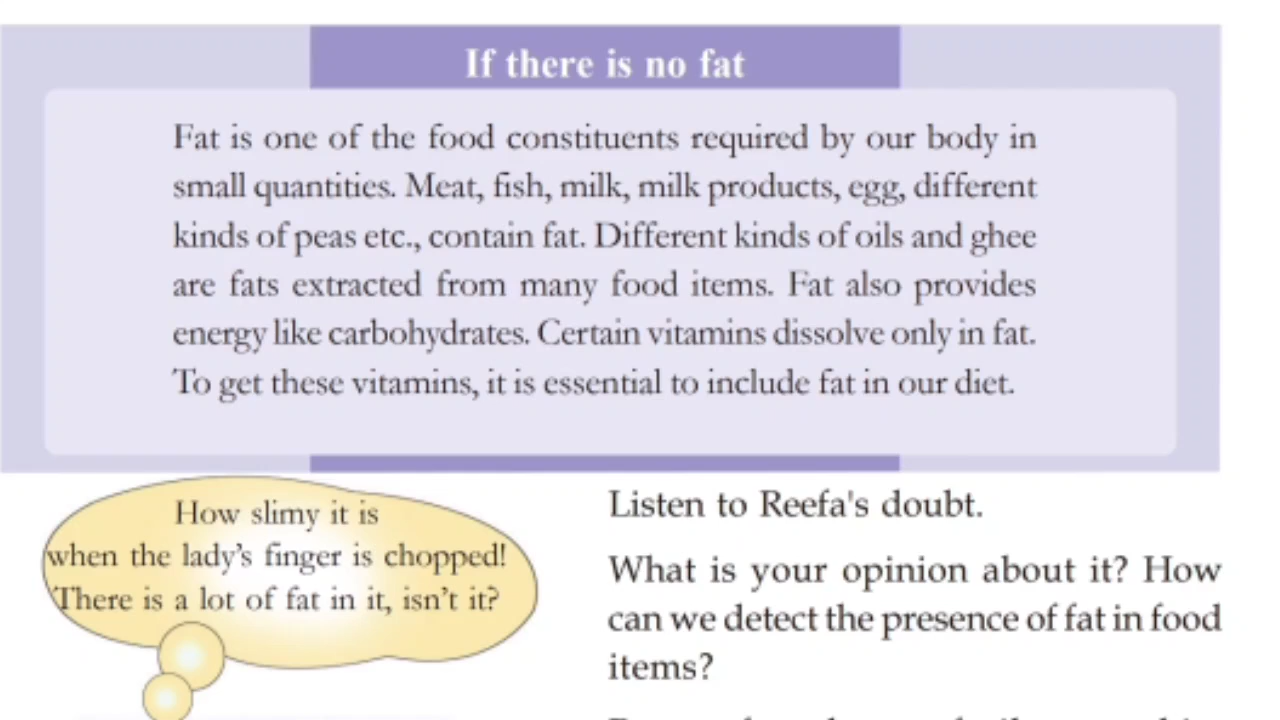 If there is no fat
Fat is one of the food constituents required by our body in
small quantities. Meat, fish, milk, milk products, egg, different
kinds of peas etc., contain fat. Different kinds of oils and ghee
are fats extracted from many food items. Fat also provides
energy like carbohydrates. Certain vitamins dissolve only in fat.
To get these vitamins, it is essential to include fat in our diet.
How slimy it is
when the lady's finger is chopped!
There is a lot of fat in it, isn't it?
Listen to Reefa's doubt.
What is your opinion about it? How
can we detect the presence of fat in food
items?